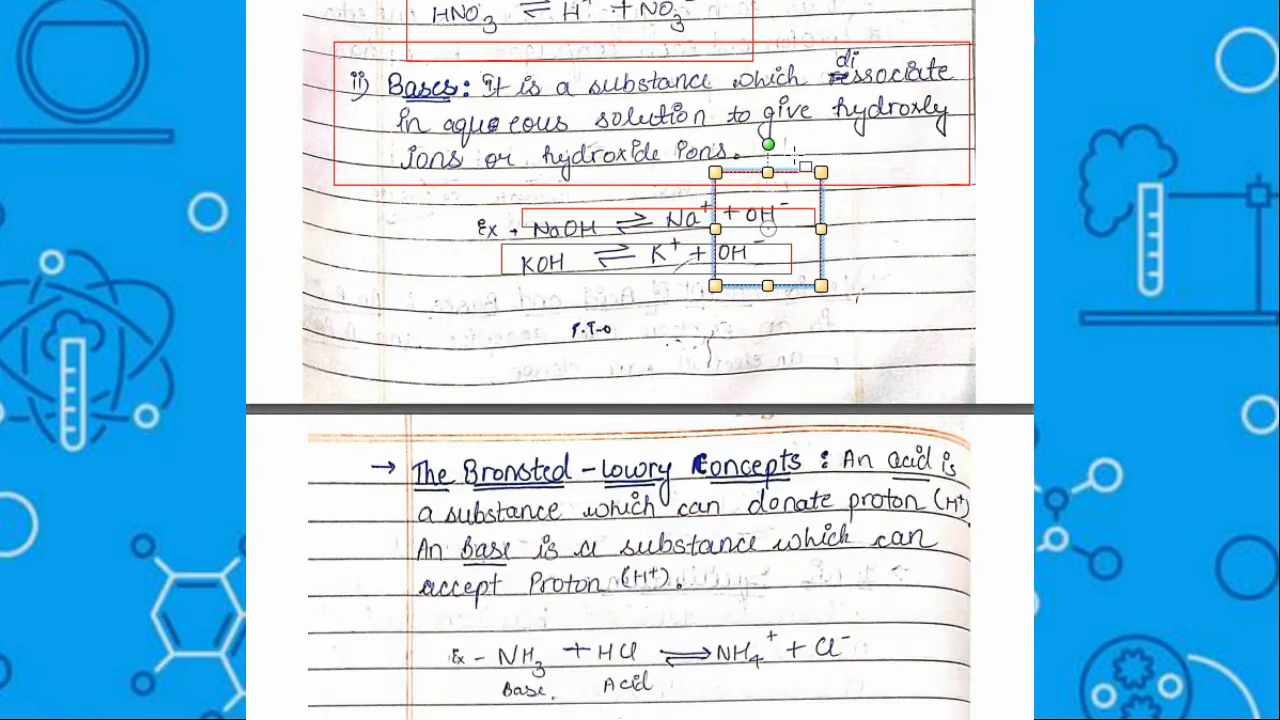 HNO₃ ⇌ H⁺ + NO₃⁻
ii) Bases: It is a substance which dissociate
in aqueous solution to give hydroxly
ions or hydroxide ions.
Ex → NaOH ⇌ Na⁺ + OH⁻
KOH ⇌ K⁺ + OH⁻
P.T.O
→ The Bronsted-lowry Concepts: An acid is
a substance which can donate proton (H⁺)
An Base is a substance which can
accept Proton (H⁺).
Ex - NH₃ + HCl ⇌ NH₄⁺ + Cl⁻
Base. Acid